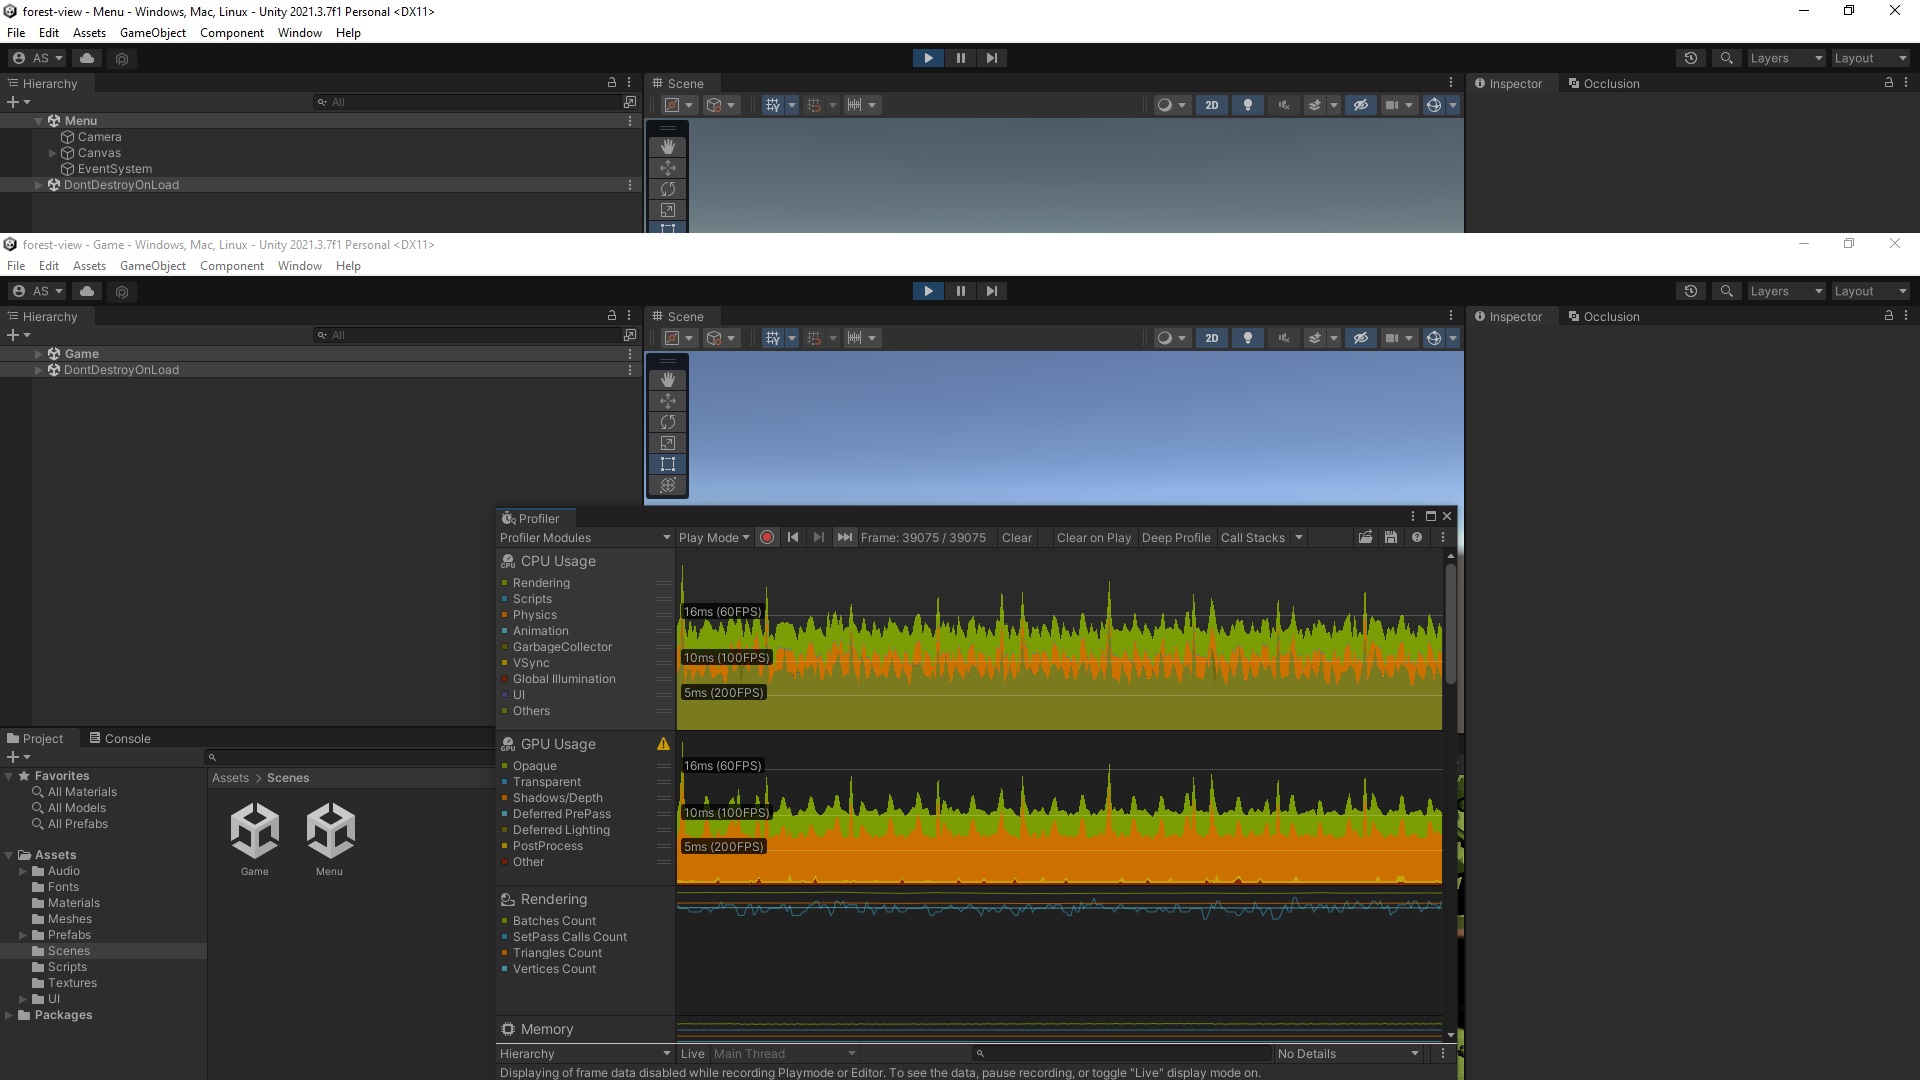 forest-view - Menu - Windows, Mac, Linux - Unity 2021.3.7f1 Personal <DX11>
File Edit Assets GameObject Component Window Help
AS Layers Layout
Hierarchy Scene Inspector Occlusion
All 2D
Menu
Camera
Canvas
EventSystem
DontDestroyOnLoad
forest-view - Game - Windows, Mac, Linux - Unity 2021.3.7f1 Personal <DX11>
File Edit Assets GameObject Component Window Help
AS Layers Layout
Hierarchy Scene Inspector Occlusion
All 2D
Game
DontDestroyOnLoad
Profiler
Profiler Modules Play Mode Frame: 39075 / 39075 Clear Clear on Play Deep Profile Call Stacks
CPU Usage
Rendering
Scripts
Physics
Animation
GarbageCollector
VSync
Global Illumination
UI
Others
16ms (60FPS)
10ms (100FPS)
5ms (200FPS)
GPU Usage
Opaque
Transparent
Shadows/Depth
Deferred PrePass
Deferred Lighting
PostProcess
Other
16ms (60FPS)
10ms (100FPS)
5ms (200FPS)
Rendering
Batches Count
SetPass Calls Count
Triangles Count
Vertices Count
Memory
Hierarchy Live Main Thread No Details
Displaying of frame data disabled while recording Playmode or Editor. To see the data, pause recording, or toggle "Live" display mode on.
Project Console
Favorites
All Materials
All Models
All Prefabs
Assets
Audio
Fonts
Materials
Meshes
Prefabs
Scenes
Scripts
Textures
UI
Packages
Assets > Scenes
Game Menu